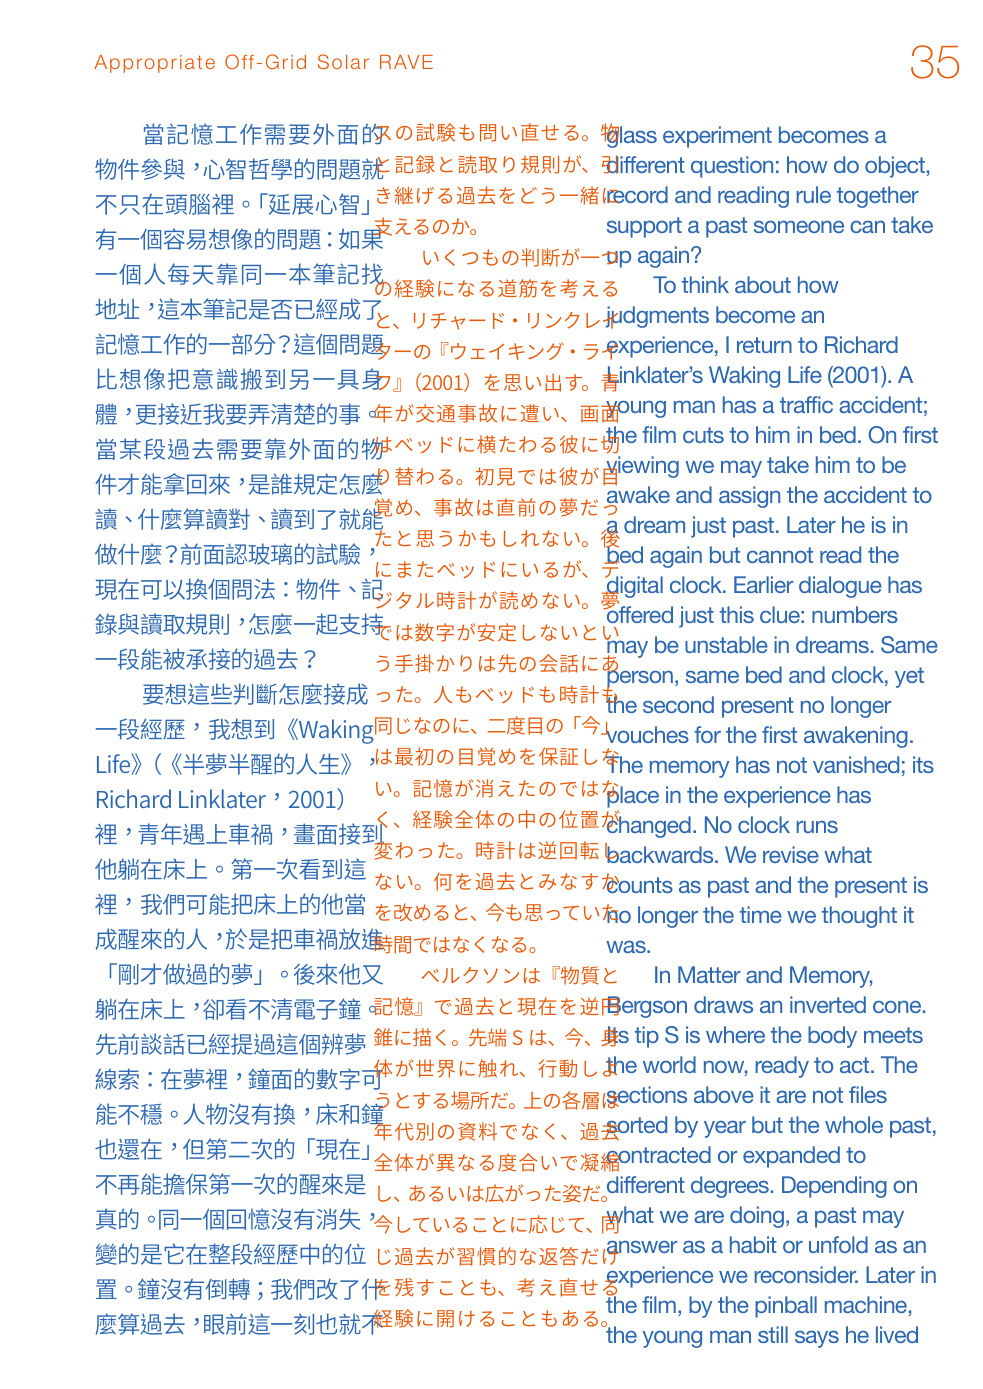 Appropriate Off-Grid Solar RAVE
35
當記憶工作需要外面的
物件參與，心智哲學的問題就
不只在頭腦裡。「延展心智」
有一個容易想像的問題：如果
一個人每天靠同一本筆記找
地址，這本筆記是否已經成了
記憶工作的一部分？這個問題
比想像把意識搬到另一具身
體，更接近我要弄清楚的事。
當某段過去需要靠外面的物
件才能拿回來，是誰規定怎麼
讀、什麼算讀對、讀到了就能
做什麼？前面認玻璃的試驗，
現在可以換個問法：物件、記
錄與讀取規則，怎麼一起支持
一段能被承接的過去？
要想這些判斷怎麼接成
一段經歷，我想到《Waking
Life》（《半夢半醒的人生》，
Richard Linklater，2001）
裡，青年遇上車禍，畫面接到
他躺在床上。第一次看到這
裡，我們可能把床上的他當
成醒來的人，於是把車禍放進
「剛才做過的夢」。後來他又
躺在床上，卻看不清電子鐘。
先前談話已經提過這個辨夢
線索：在夢裡，鐘面的數字可
能不穩。人物沒有換，床和鐘
也還在，但第二次的「現在」
不再能擔保第一次的醒來是
真的。同一個回憶沒有消失，
變的是它在整段經歷中的位
置。鐘沒有倒轉；我們改了什
麼算過去，眼前這一刻也就不
スの試験も問い直せる。物
と記録と読取り規則が、引
き継げる過去をどう一緒に
支えるのか。
いくつもの判断が一つ
の経験になる道筋を考える
と、リチャード・リンクレイ
ターの『ウェイキング・ライ
フ』（2001）を思い出す。青
年が交通事故に遭い、画面
はベッドに横たわる彼に切
り替わる。初見では彼が目
覚め、事故は直前の夢だっ
たと思うかもしれない。後
にまたベッドにいるが、デ
ジタル時計が読めない。夢
では数字が安定しないとい
う手掛かりは先の会話にあ
った。人もベッドも時計も
同じなのに、二度目の「今」
は最初の目覚めを保証しな
い。記憶が消えたのではな
く、経験全体の中の位置が
変わった。時計は逆回転し
ない。何を過去とみなすか
を改めると、今も思っていた
時間ではなくなる。
ベルクソンは『物質と
記憶』で過去と現在を逆円
錐に描く。先端 S は、今、身
体が世界に触れ、行動しよ
うとする場所だ。上の各層は
年代別の資料でなく、過去
全体が異なる度合いで凝縮
し、あるいは広がった姿だ。
今していることに応じて、同
じ過去が習慣的な返答だけ
を残すことも、考え直せる
経験に開けることもある。
glass experiment becomes a
different question: how do object,
record and reading rule together
support a past someone can take
up again?
To think about how
judgments become an
experience, I return to Richard
Linklater’s Waking Life (2001). A
young man has a traffic accident;
the film cuts to him in bed. On first
viewing we may take him to be
awake and assign the accident to
a dream just past. Later he is in
bed again but cannot read the
digital clock. Earlier dialogue has
offered just this clue: numbers
may be unstable in dreams. Same
person, same bed and clock, yet
the second present no longer
vouches for the first awakening.
The memory has not vanished; its
place in the experience has
changed. No clock runs
backwards. We revise what
counts as past and the present is
no longer the time we thought it
was.
In Matter and Memory,
Bergson draws an inverted cone.
Its tip S is where the body meets
the world now, ready to act. The
sections above it are not files
sorted by year but the whole past,
contracted or expanded to
different degrees. Depending on
what we are doing, a past may
answer as a habit or unfold as an
experience we reconsider. Later in
the film, by the pinball machine,
the young man still says he lived